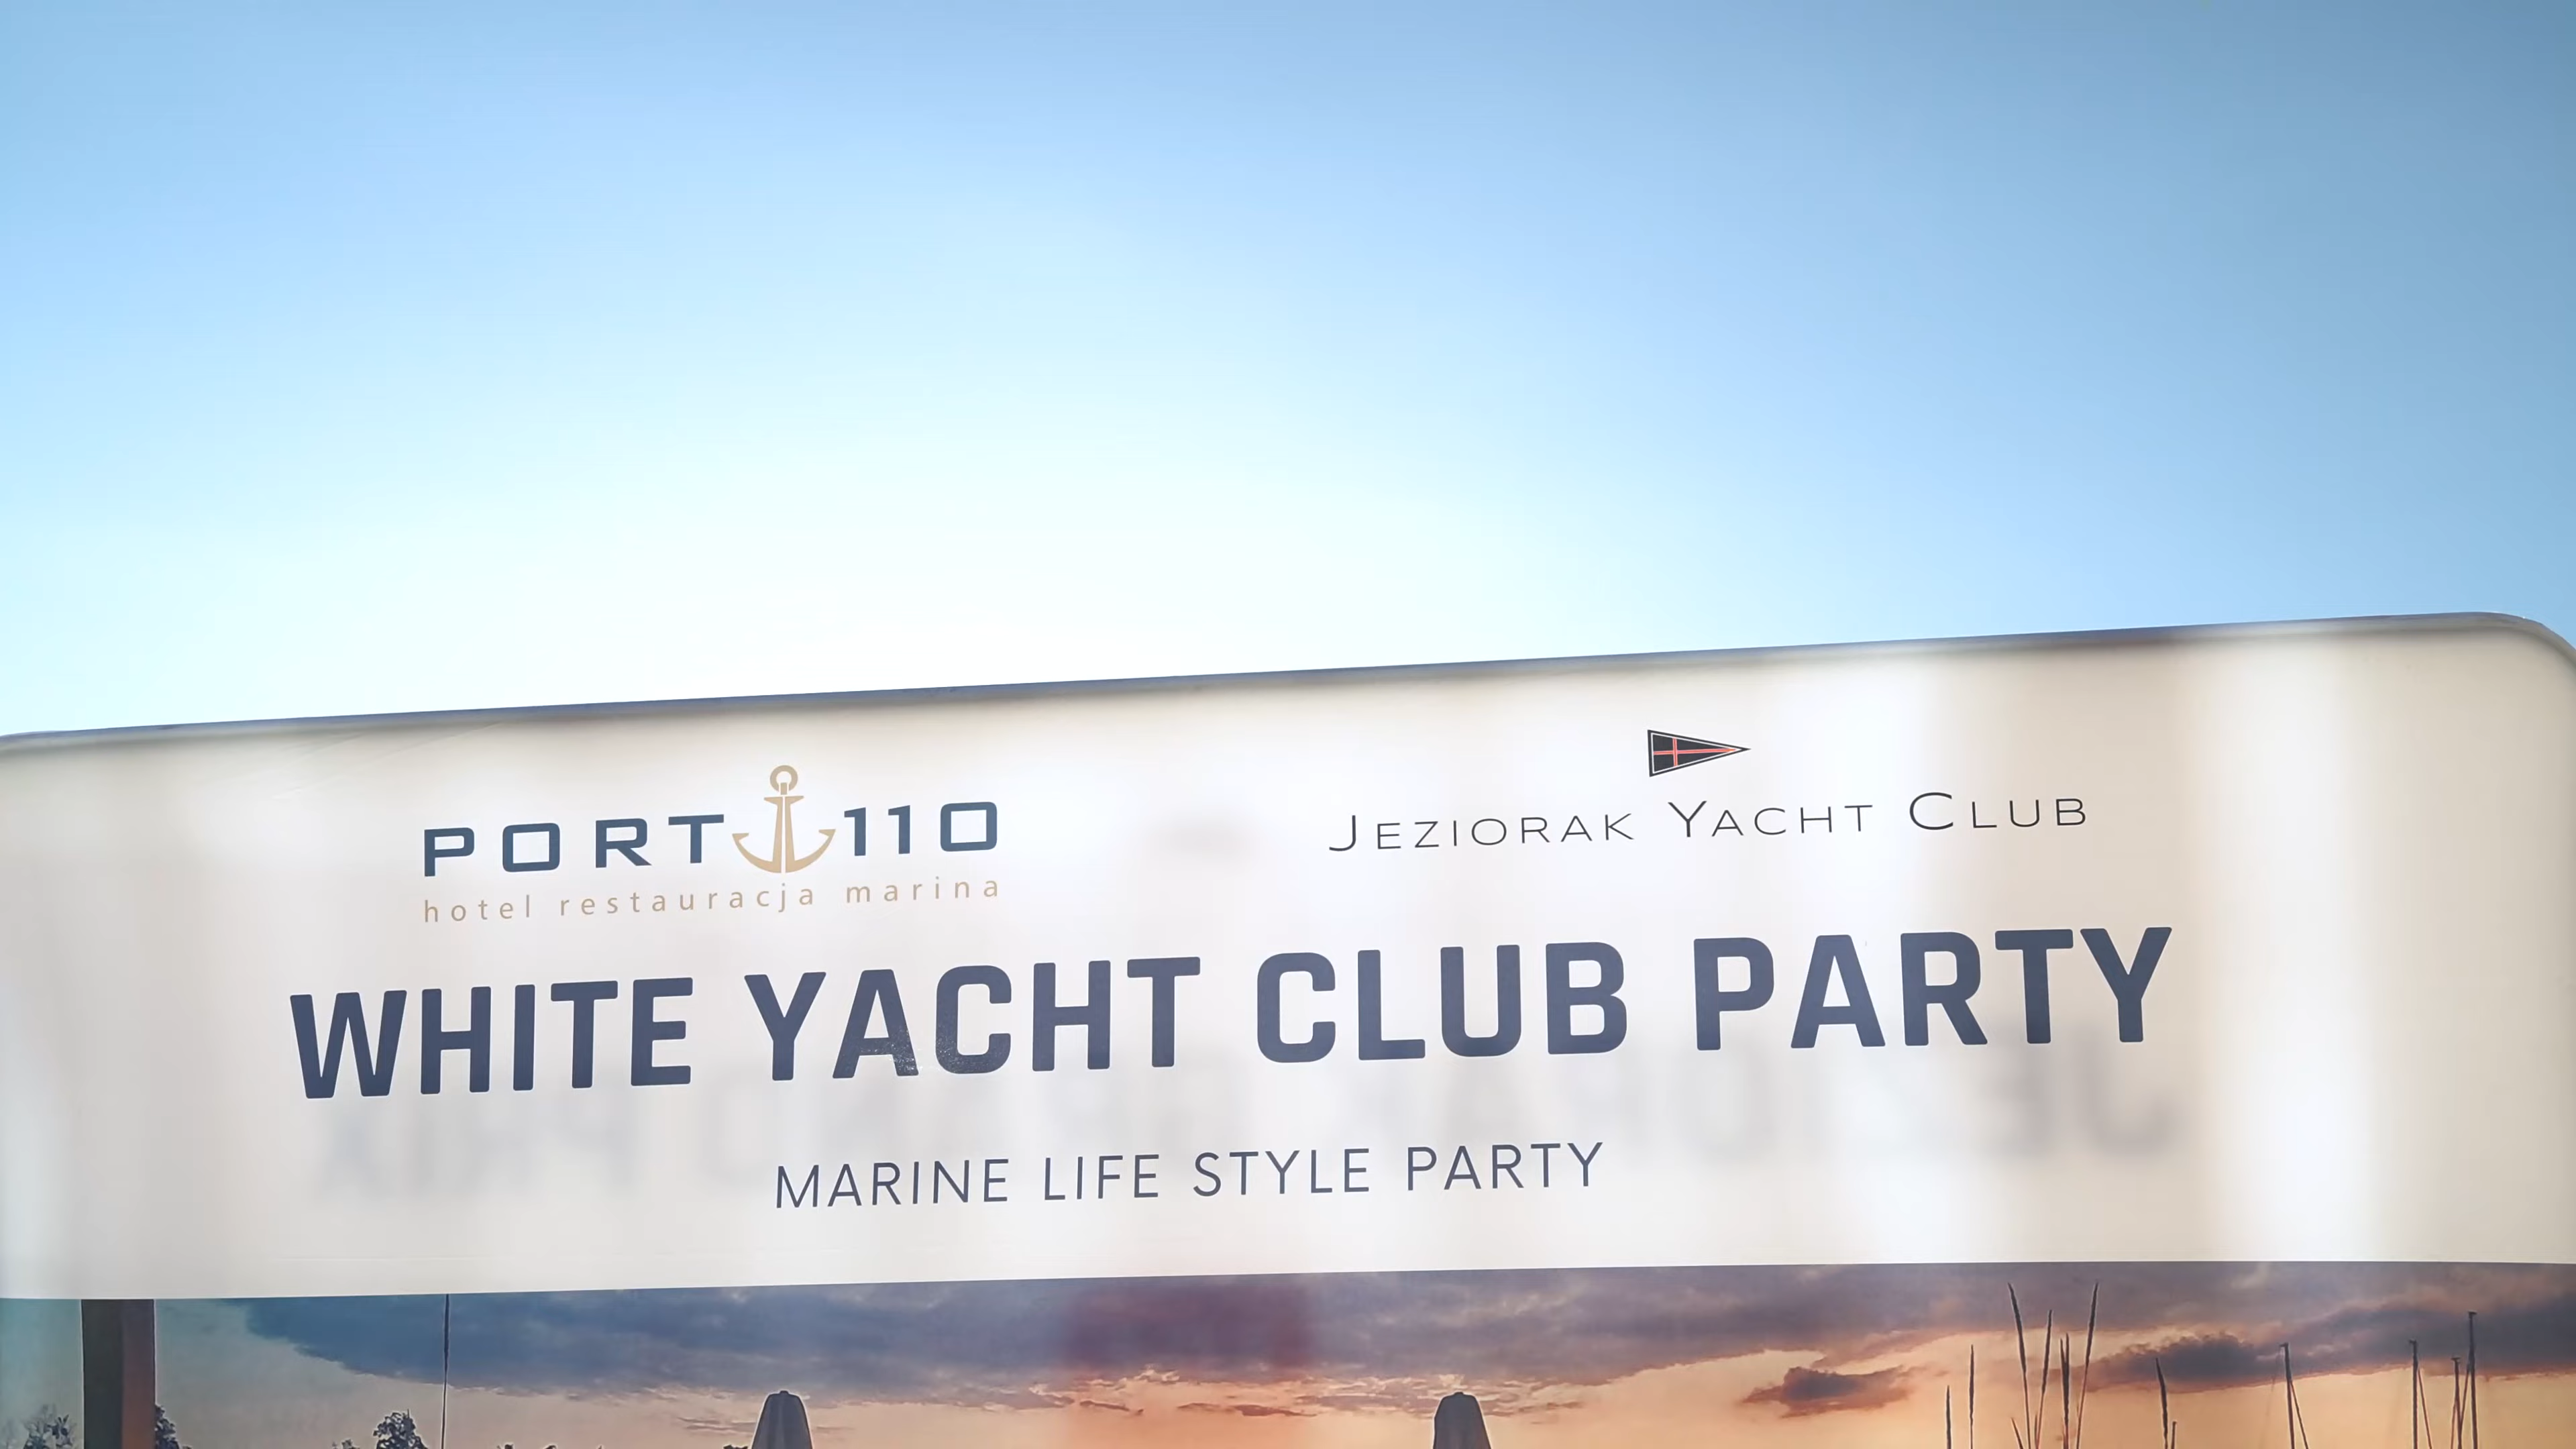 PORT 110
hotel restauracja marina
JEZIORAK YACHT CLUB
WHITE YACHT CLUB PARTY
MARINE LIFE STYLE PARTY